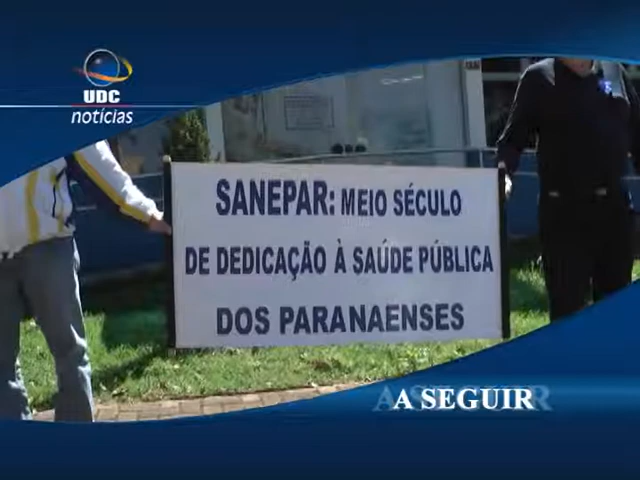 UDC
notícias
SANEPAR: MEIO SÉCULO
DE DEDICAÇÃO À SAÚDE PÚBLICA
DOS PARANAENSES
A SEGUIR